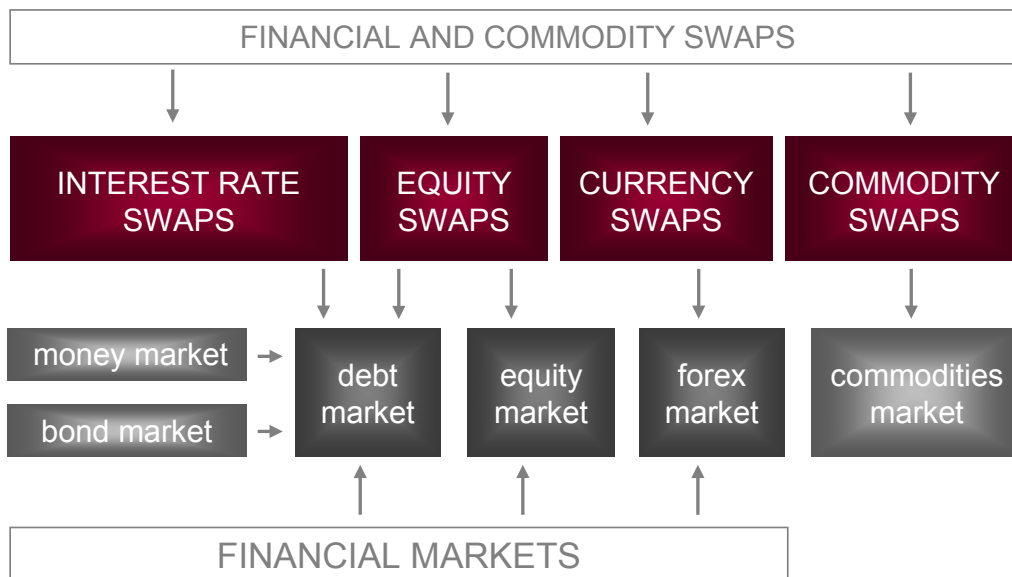 FINANCIAL AND COMMODITY SWAPS
INTEREST RATE
SWAPS
EQUITY
SWAPS
CURRENCY
SWAPS
COMMODITY
SWAPS
money market
bond market
debt
market
equity
market
forex
market
commodities
market
FINANCIAL MARKETS